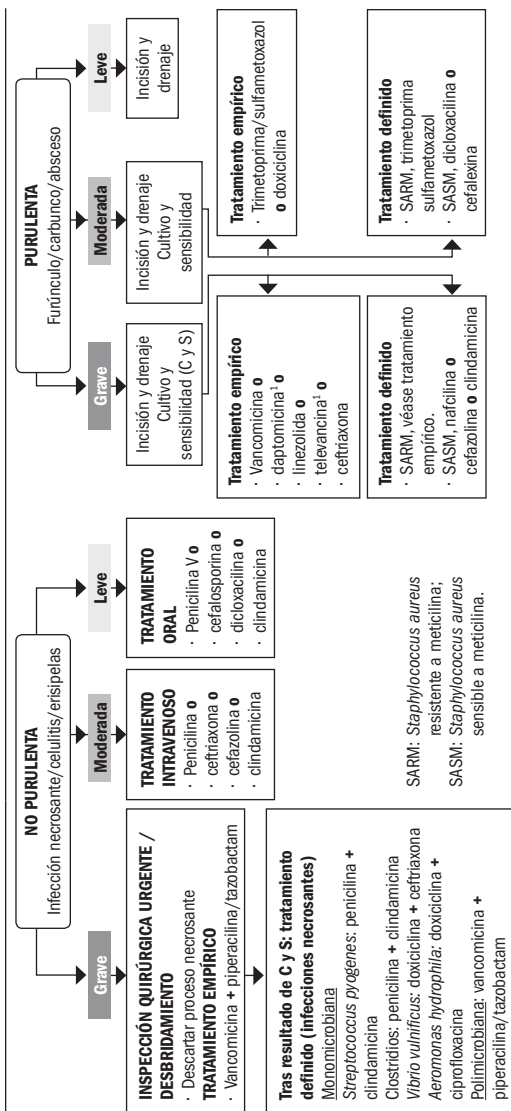 NO PURULENTA
Infección necrosante/celulitis/erisipelas
Grave
Moderada
Leve
INSPECCIÓN QUIRÚRGICA URGENTE /
DESBRIDAMIENTO
· Descartar proceso necrosante
TRATAMIENTO EMPÍRICO
· Vancomicina + piperacilina/tazobactam
TRATAMIENTO
INTRAVENOSO
· Penicilina o
· ceftriaxona o
· cefazolina o
· clindamicina
TRATAMIENTO
ORAL
· Penicilina V o
· cefalosporina o
· dicloxacilina o
· clindamicina
Tras resultado de C y S: tratamiento
definido (infecciones necrosantes)
Monomicrobiana
Streptococcus pyogenes: penicilina +
clindamicina
Clostridios: penicilina + clindamicina
Vibrio vulnificus: doxiciclina + ceftriaxona
Aeromonas hydrophila: doxiciclina +
ciprofloxacina
Polimicrobiana: vancomicina +
piperacilina/tazobactam
SARM: Staphylococcus aureus
resistente a meticilina;
SASM: Staphylococcus aureus
sensible a meticilina.
PURULENTA
Furúnculo/carbunco/absceso
Grave
Moderada
Leve
Incisión y drenaje
Cultivo y
sensibilidad (C y S)
Incisión y drenaje
Cultivo y
sensibilidad
Incisión y
drenaje
Tratamiento empírico
· Vancomicina o
· daptomicina¹ o
· linezolida o
· televancina¹ o
· ceftriaxona
Tratamiento empírico
· Trimetoprima/sulfametoxazol
o doxiciclina
Tratamiento definido
· SARM, véase tratamiento
empírico.
· SASM, nafcilina o
cefazolina o clindamicina
Tratamiento definido
· SARM, trimetoprima
sulfametoxazol
· SASM, dicloxacilina o
cefalexina